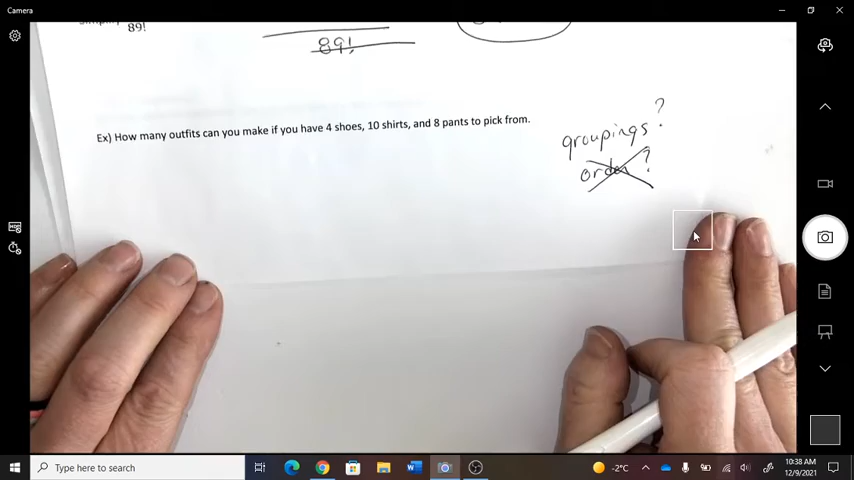 Camera
89!
89!
Ex) How many outfits can you make if you have 4 shoes, 10 shirts, and 8 pants to pick from.
groupings?
order?
Type here to search
-2°C
10:38 AM
12/9/2021